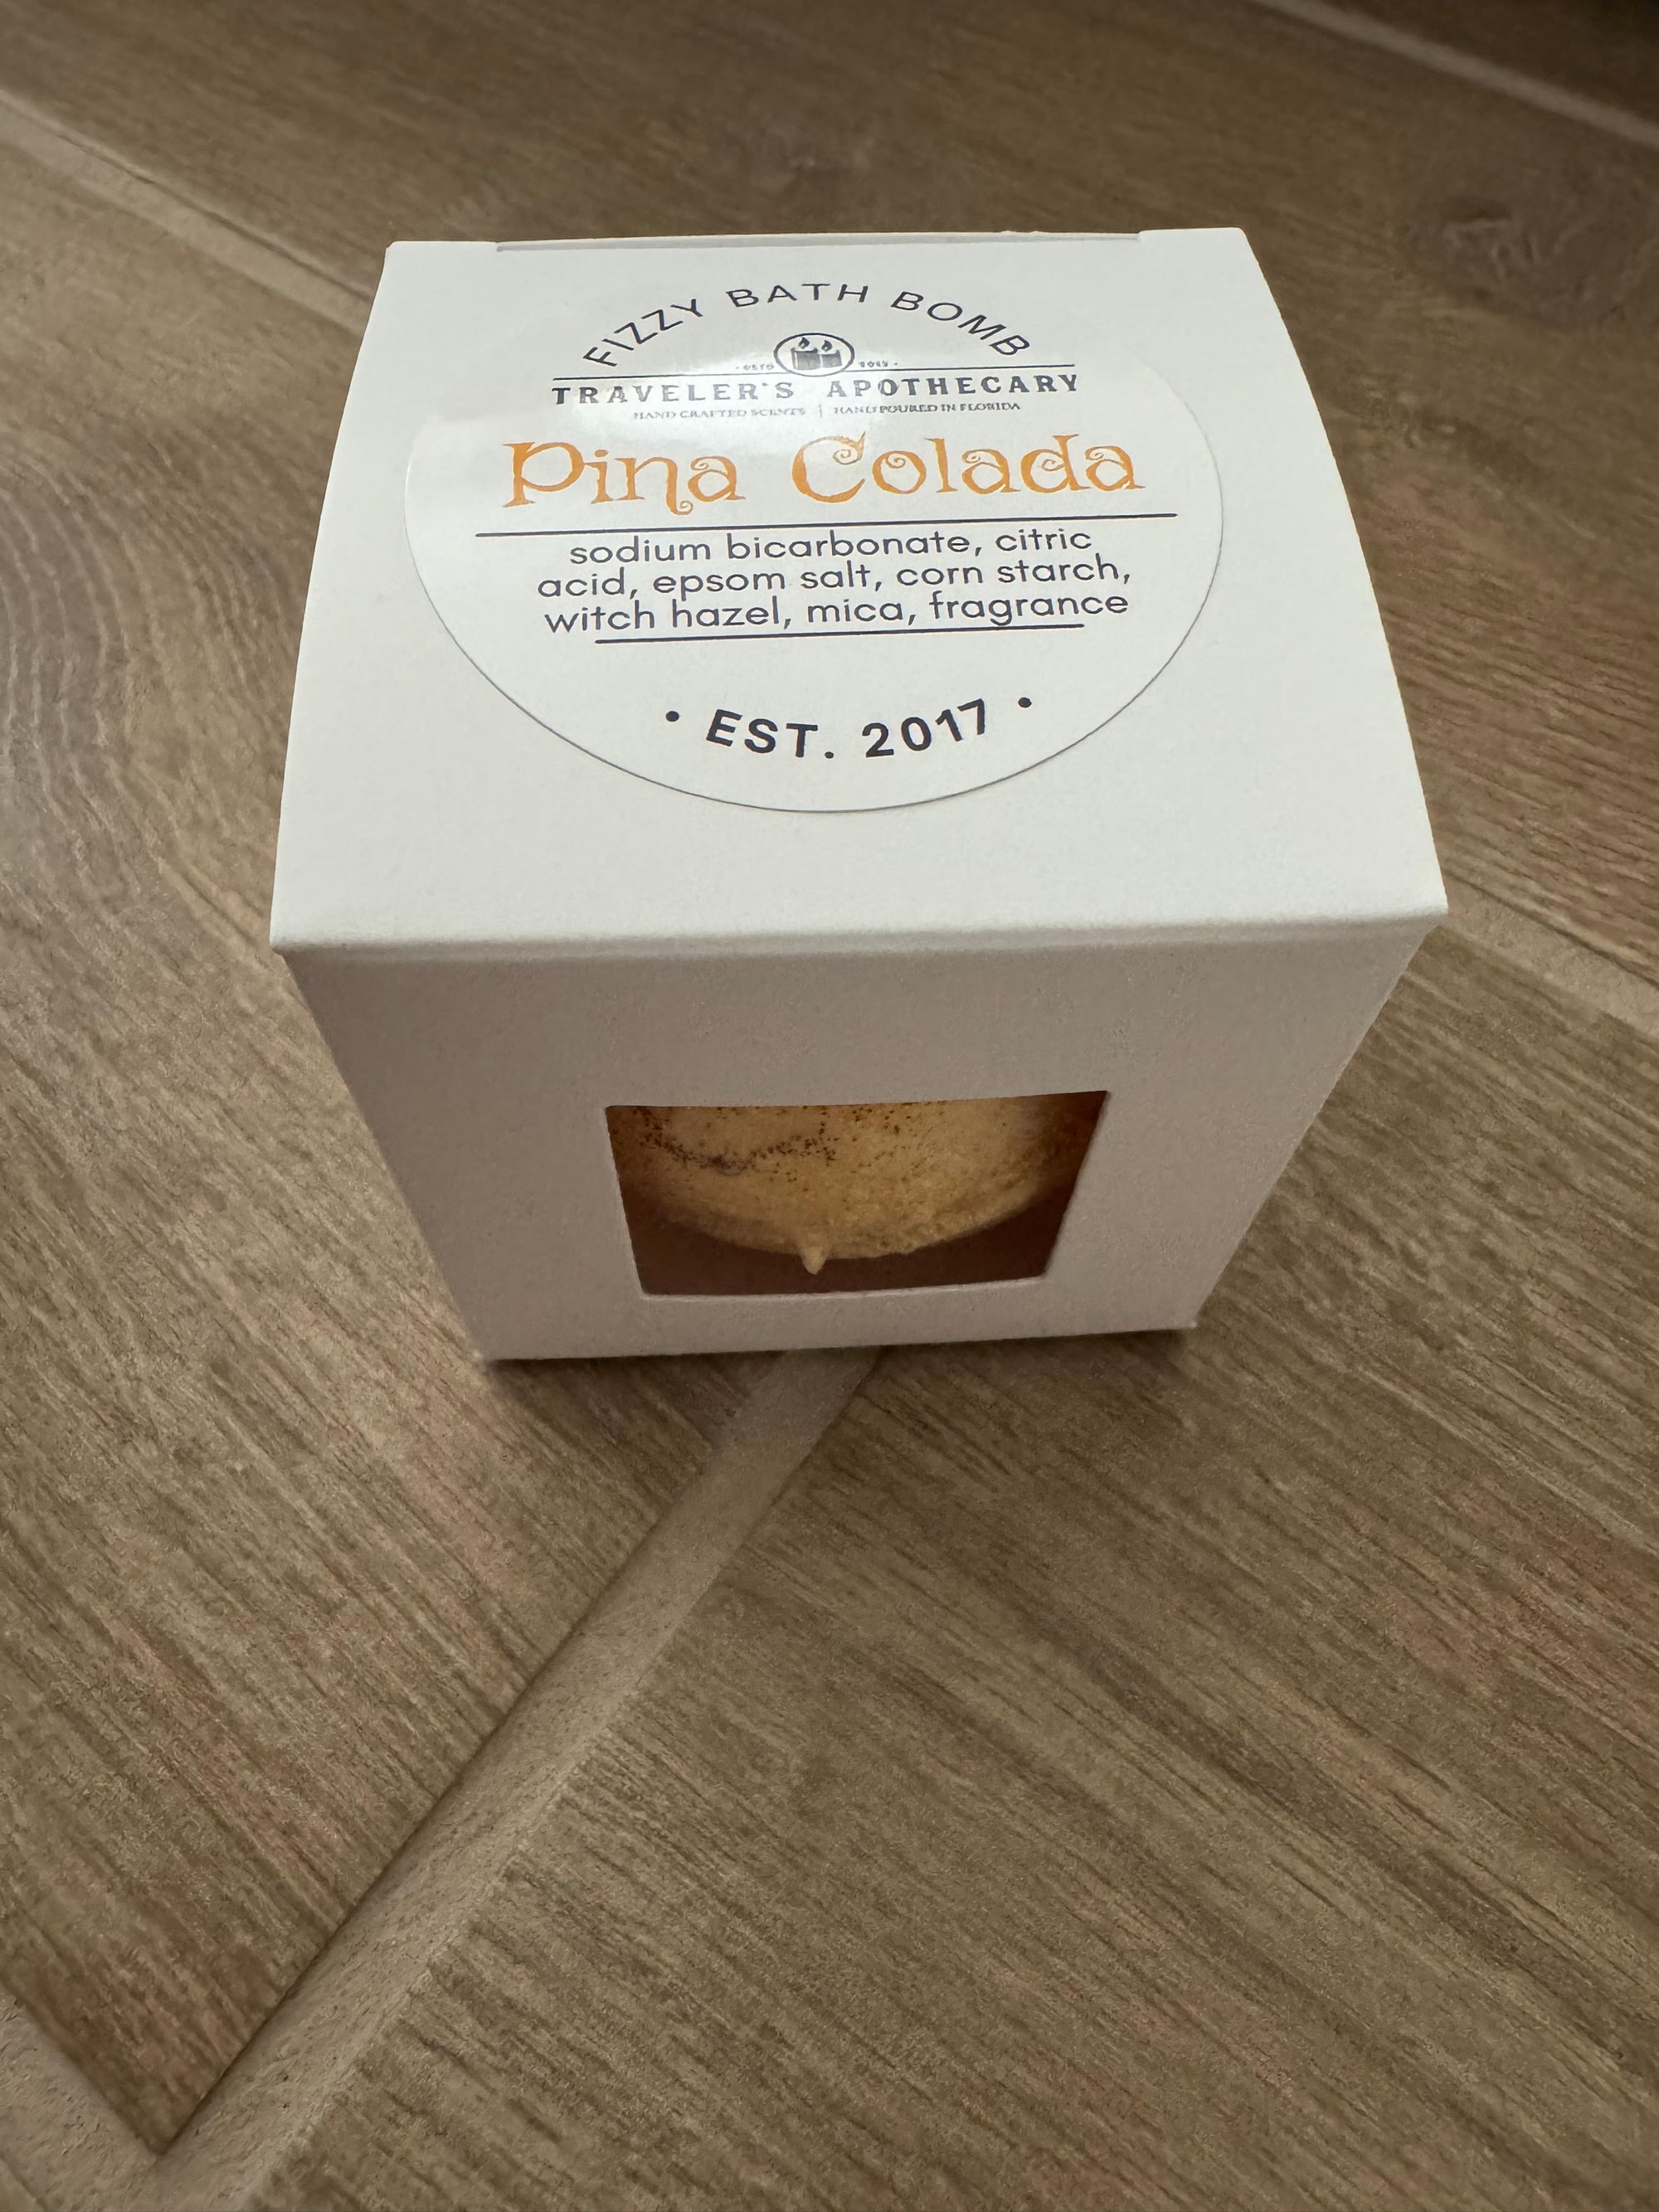 FIZZY BATH BOMB
TRAVELER'S APOTHECARY
HAND CRAFTED SCENTS | HAND POURED IN FLORIDA
Pina Colada
sodium bicarbonate, citric
acid, epsom salt, corn starch,
witch hazel, mica, fragrance
• EST. 2017 •